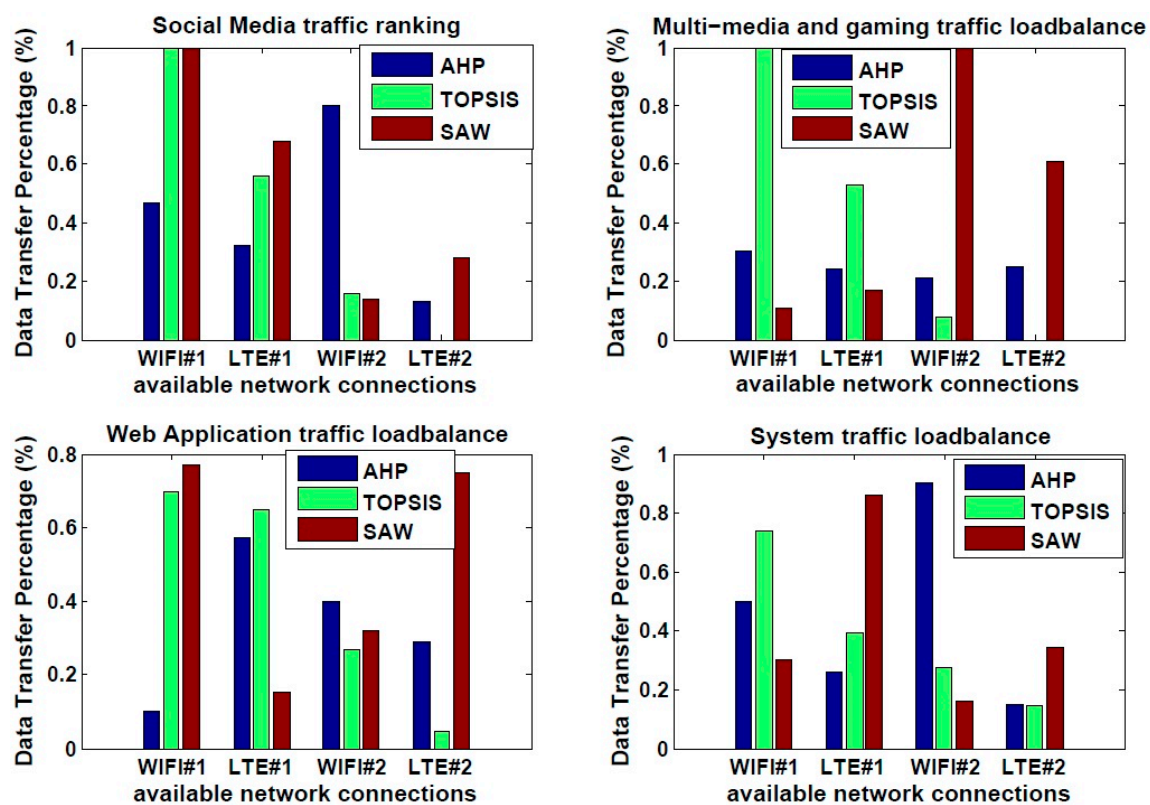 Social Media traffic ranking
Data Transfer Percentage (%)
1
0.8
0.6
0.4
0.2
0
AHP
TOPSIS
SAW
WIFI#1 LTE#1 WIFI#2 LTE#2
available network connections
Multi−media and gaming traffic loadbalance
Data Transfer Percentage (%)
1
0.8
0.6
0.4
0.2
0
AHP
TOPSIS
SAW
WIFI#1 LTE#1 WIFI#2 LTE#2
available network connections
Web Application traffic loadbalance
Data Transfer Percentage (%)
0.8
0.6
0.4
0.2
0
AHP
TOPSIS
SAW
WIFI#1 LTE#1 WIFI#2 LTE#2
available network connections
System traffic loadbalance
Data Transfer Percentage (%)
1
0.8
0.6
0.4
0.2
0
AHP
TOPSIS
SAW
WIFI#1 LTE#1 WIFI#2 LTE#2
available network connections